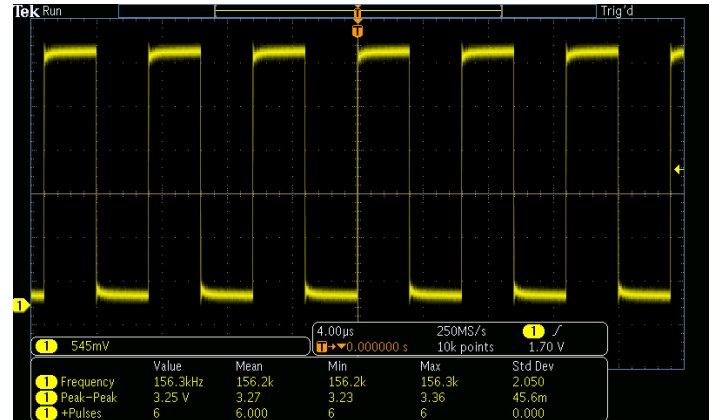 Tek Run Trig'd
T
T
1
1 545mV
4.00µs 250MS/s 1
T→▼0.000000 s 10k points 1.70 V
Value Mean Min Max Std Dev
1 Frequency 156.3kHz 156.2k 156.2k 156.3k 2.050
1 Peak-Peak 3.25 V 3.27 3.23 3.36 45.6m
1 +Pulses 6 6.000 6 6 0.000